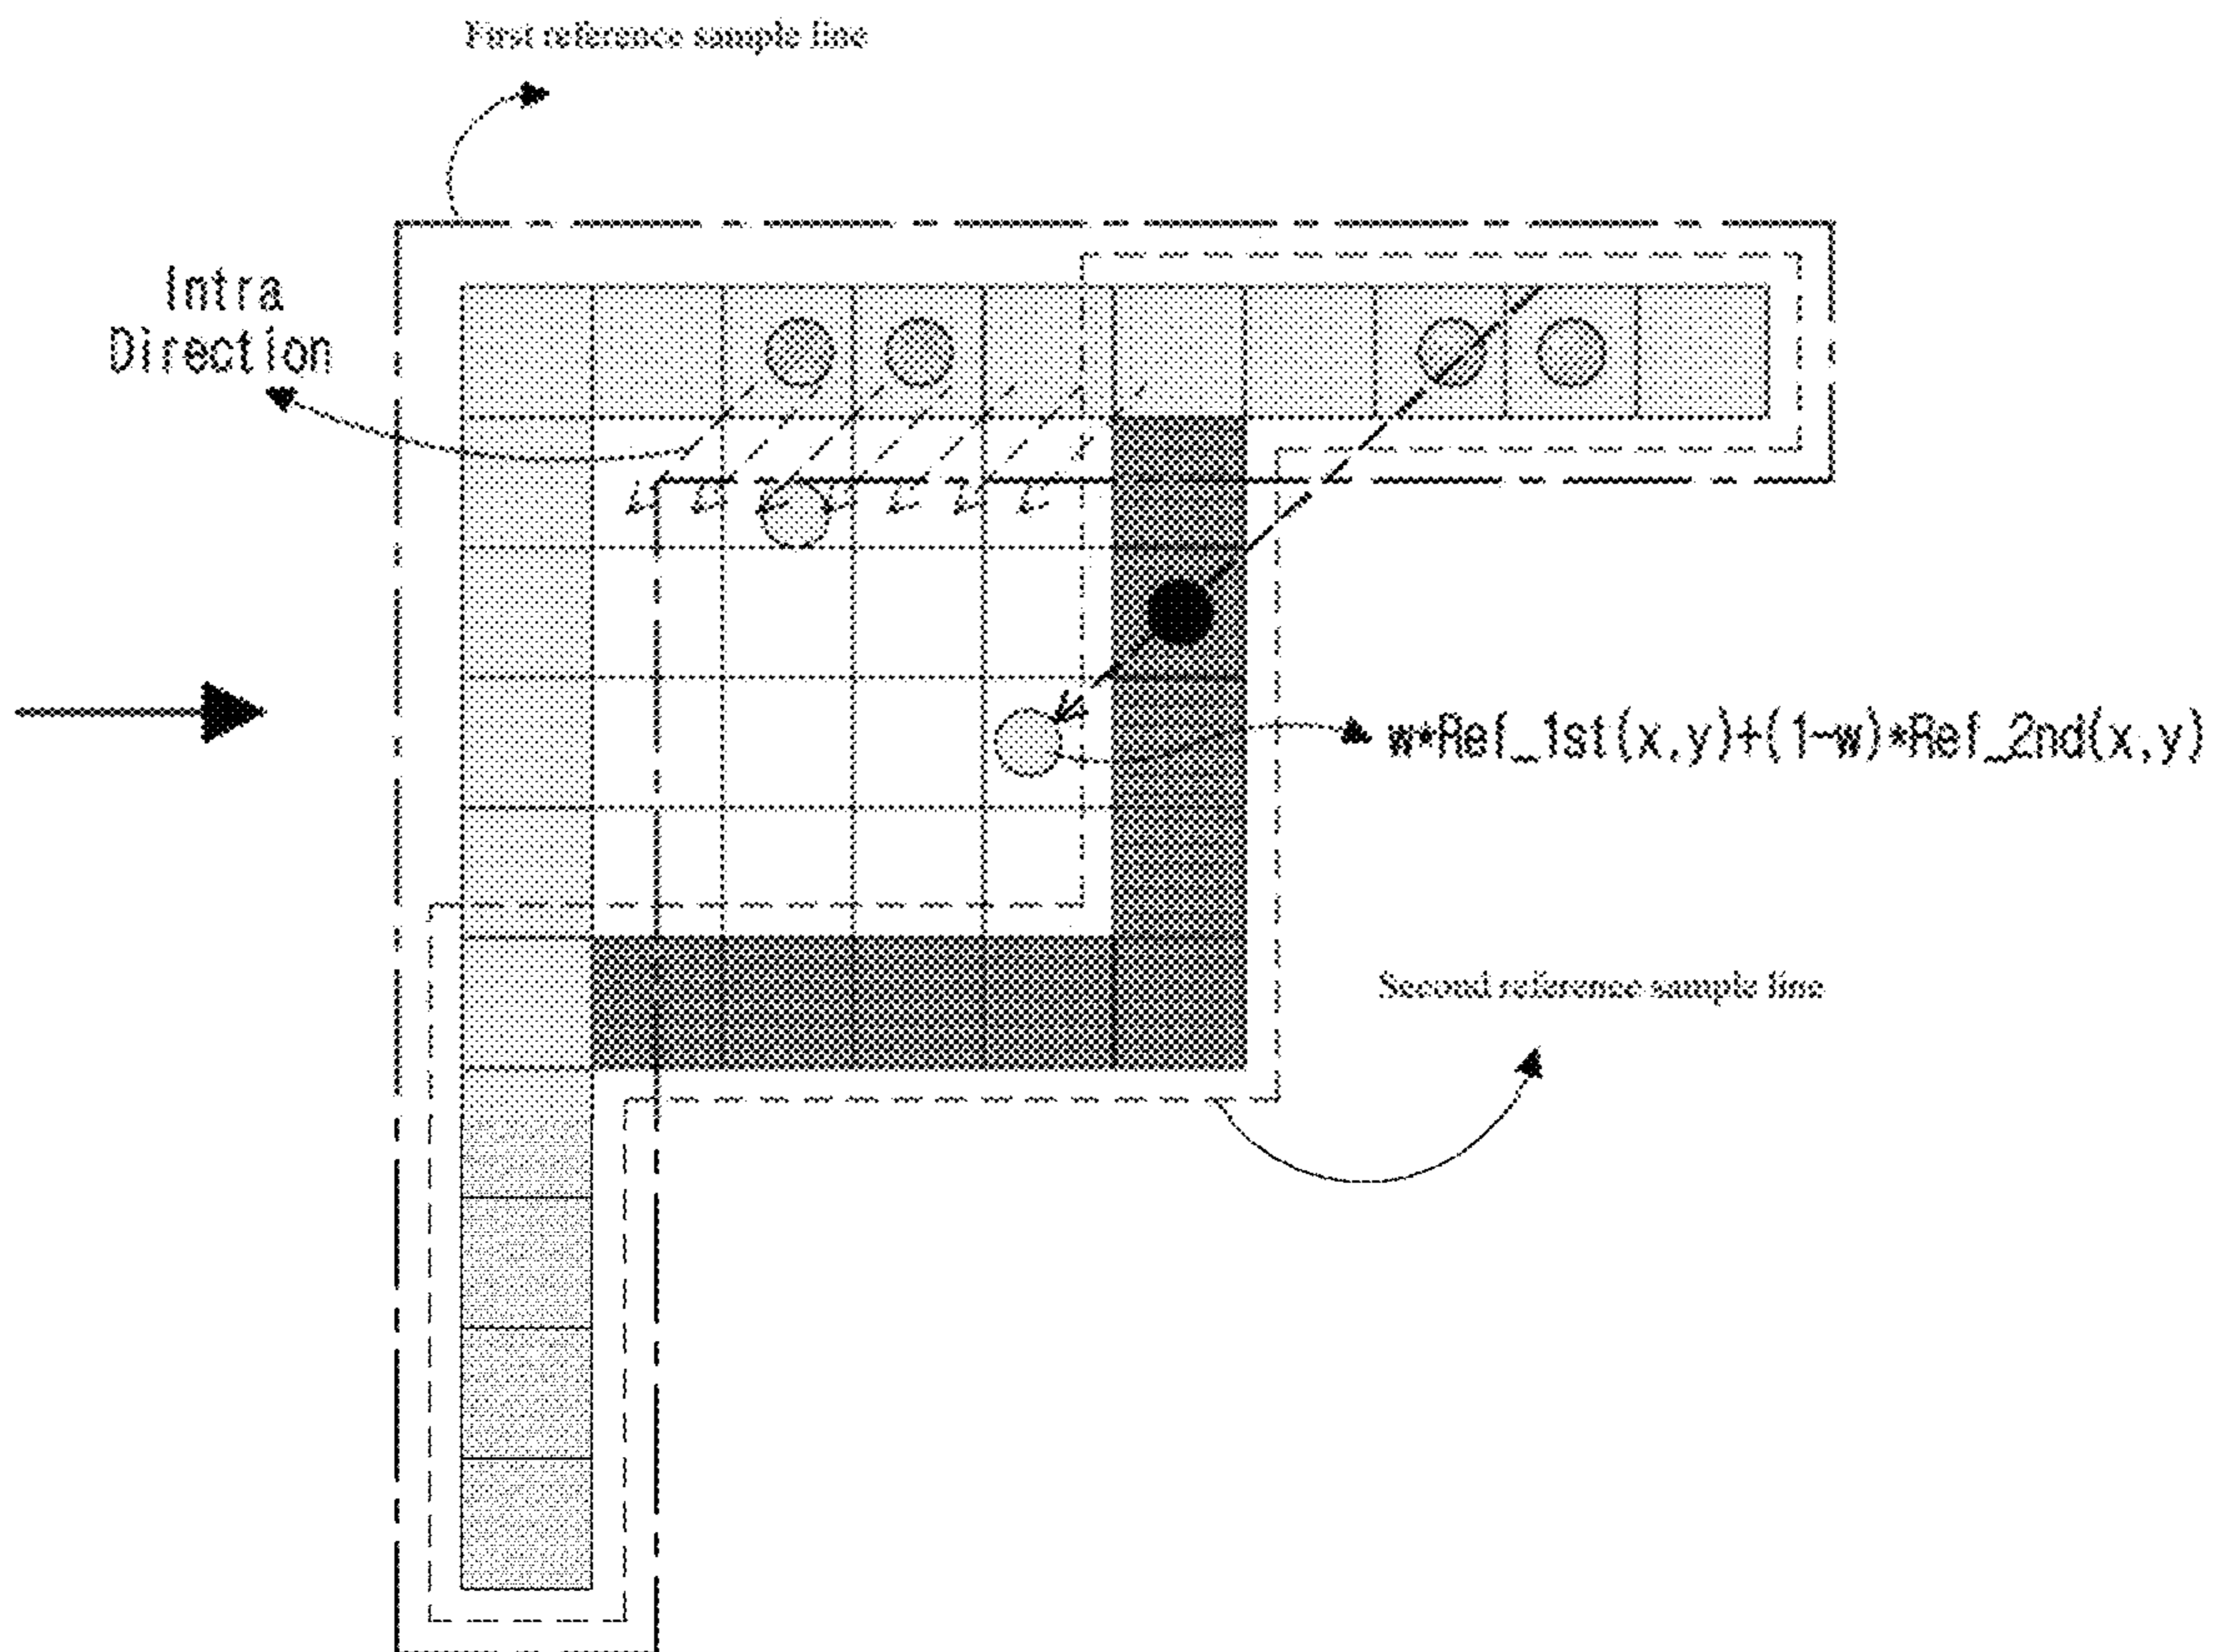 First reference sample line
Intra
Direction
w*Ref_1st(x,y)+(1-w)*Ref_2nd(x,y)
Second reference sample line